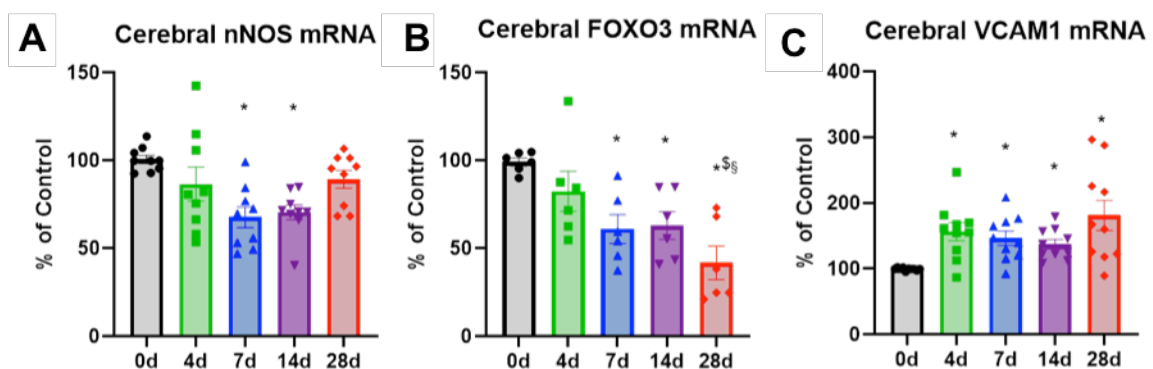 A
Cerebral nNOS mRNA
% of Control
150
100
50
0
*
*
0d 4d 7d 14d 28d
B
Cerebral FOXO3 mRNA
% of Control
150
100
50
0
*
*
*$§
0d 4d 7d 14d 28d
C
Cerebral VCAM1 mRNA
% of Control
400
300
200
100
0
*
*
*
*
0d 4d 7d 14d 28d